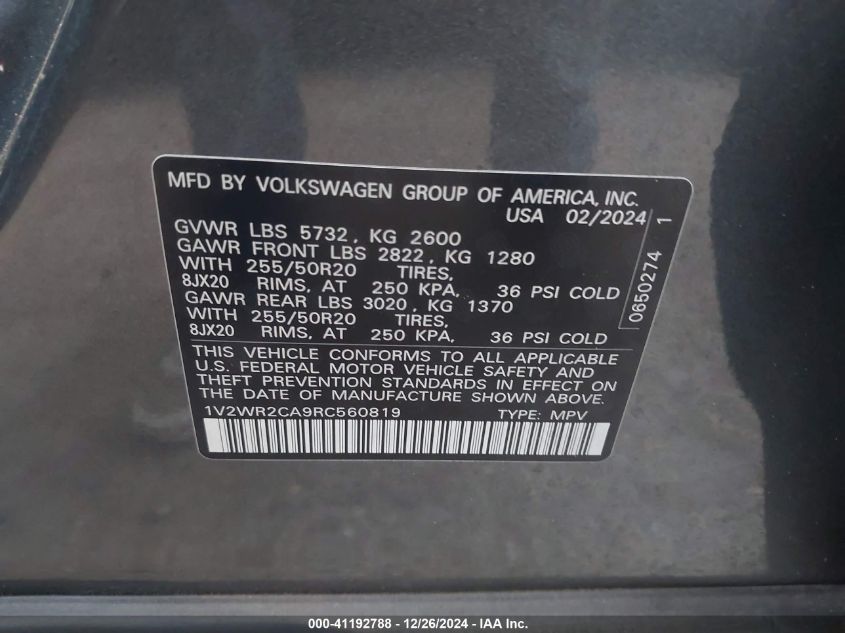 MFD BY VOLKSWAGEN GROUP OF AMERICA, INC.
USA 02/2024
GVWR LBS 5732, KG 2600
GAWR FRONT LBS 2822, KG 1280
WITH 255/50R20 TIRES,
8JX20 RIMS, AT 250 KPA, 36 PSI COLD
GAWR REAR LBS 3020, KG 1370
WITH 255/50R20 TIRES,
8JX20 RIMS, AT 250 KPA, 36 PSI COLD
0650274 1
THIS VEHICLE CONFORMS TO ALL APPLICABLE
U.S. FEDERAL MOTOR VEHICLE SAFETY AND
THEFT PREVENTION STANDARDS IN EFFECT ON
THE DATE OF MANUFACTURE SHOWN ABOVE.
1V2WR2CA9RC560819 TYPE: MPV
000-41192788 - 12/26/2024 - IAA Inc.